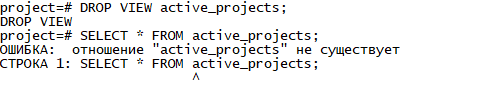 project=# DROP VIEW active_projects;
DROP VIEW
project=# SELECT * FROM active_projects;
ОШИБКА:  отношение "active_projects" не существует
СТРОКА 1: SELECT * FROM active_projects;
                        ^